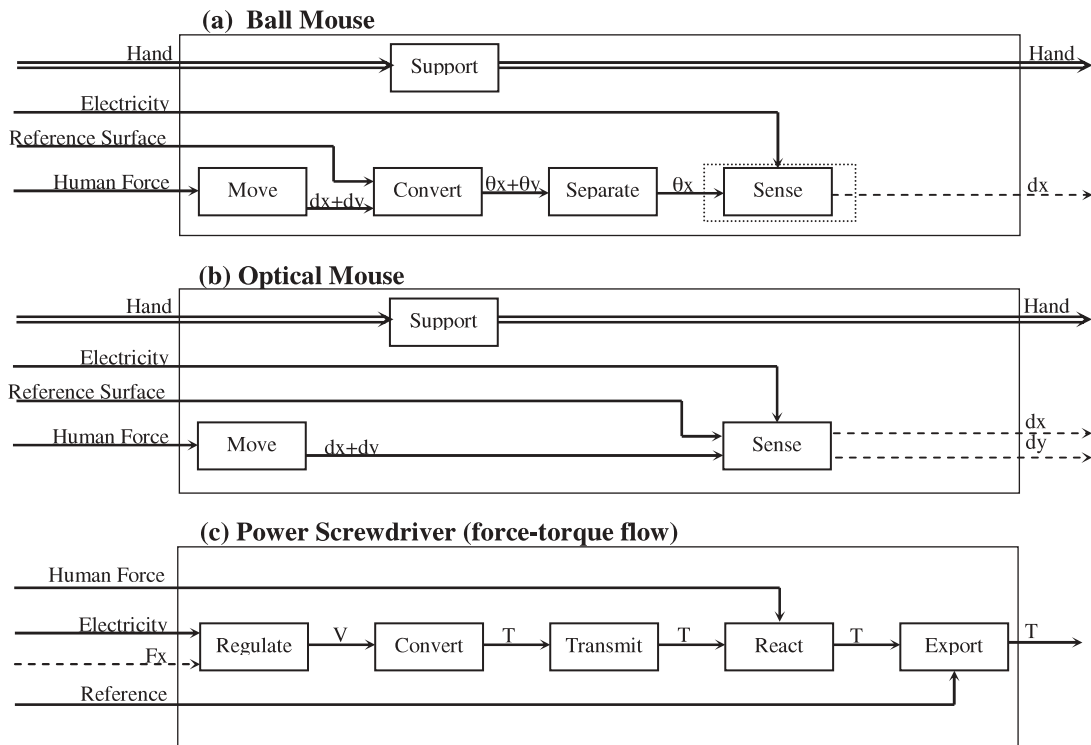 (a) Ball Mouse
Hand
Hand
Support
Electricity
Reference Surface
Human Force
Move
dx+dy
Convert
θx+θy
Separate
θx
Sense
dx
(b) Optical Mouse
Hand
Hand
Support
Electricity
Reference Surface
Human Force
Move
dx+dy
Sense
dx
dy
(c) Power Screwdriver (force-torque flow)
Human Force
Electricity
Fx
Regulate
V
Convert
T
Transmit
T
React
T
Export
T
Reference